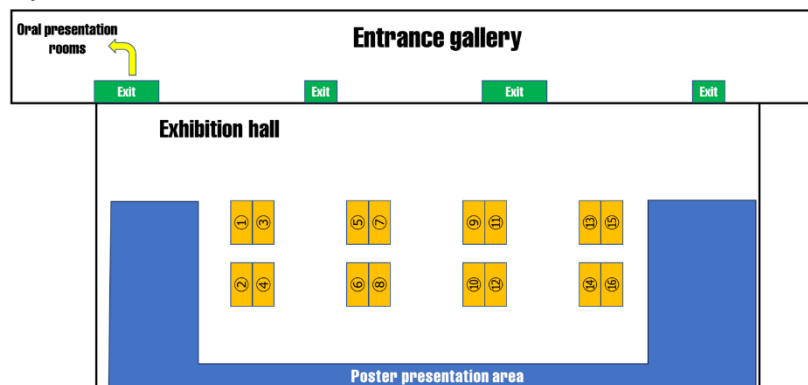 Oral presentation
rooms
Entrance gallery
Exit
Exit
Exit
Exit
Exhibition hall
① ③ ⑤ ⑦ ⑨ ⑪ ⑬ ⑮
② ④ ⑥ ⑧ ⑩ ⑫ ⑭ ⑯
Poster presentation area